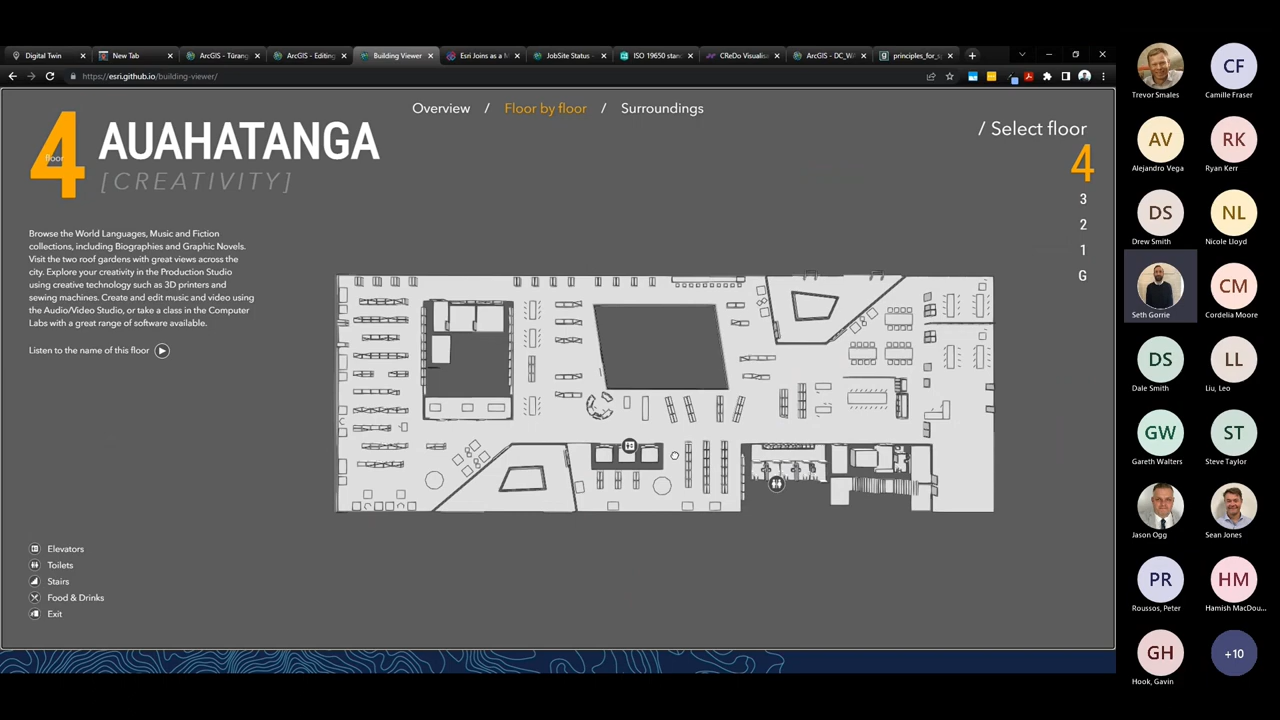 Digital Twin
New Tab
ArcGIS - Tūrang
ArcGIS - Editing
Building Viewer
Esri Joins as a M
JobSite Status -
ISO 19650 stand
CReDo Visualisa
ArcGIS - DC_W
principles_for_s
https://esri.github.io/building-viewer/
Overview / Floor by floor / Surroundings
4
floor
AUAHATANGA
[CREATIVITY]
/ Select floor
4
3
2
1
G
Browse the World Languages, Music and Fiction
collections, including Biographies and Graphic Novels.
Visit the two roof gardens with great views across the
city. Explore your creativity in the Production Studio
using creative technology such as 3D printers and
sewing machines. Create and edit music and video using
the Audio/Video Studio, or take a class in the Computer
Labs with a great range of software available.
Listen to the name of this floor
Elevators
Toilets
Stairs
Food & Drinks
Exit
Trevor Smales
CF
Camille Fraser
AV
Alejandro Vega
RK
Ryan Kerr
DS
Drew Smith
NL
Nicole Lloyd
Seth Gorrie
CM
Cordelia Moore
DS
Dale Smith
LL
Liu, Leo
GW
Gareth Walters
ST
Steve Taylor
Jason Ogg
Sean Jones
PR
Roussos, Peter
HM
Hamish MacDou...
GH
Hook, Gavin
+10